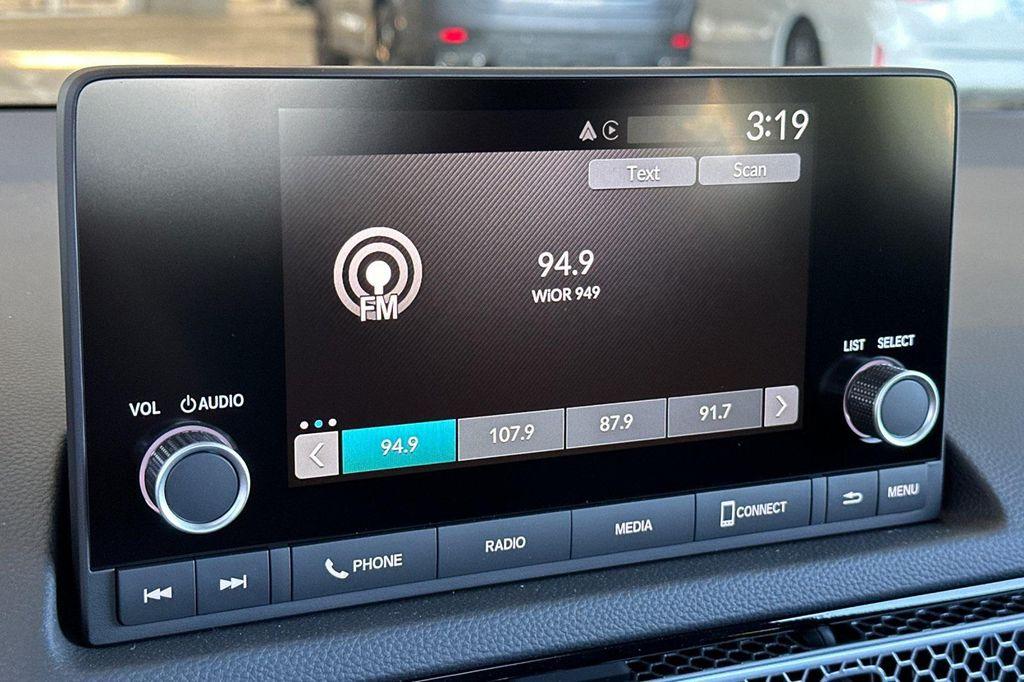 3:19
Text Scan
94.9
WiOR 949
FM
94.9 107.9 87.9 91.7
VOL AUDIO
LIST SELECT
PHONE RADIO MEDIA CONNECT MENU